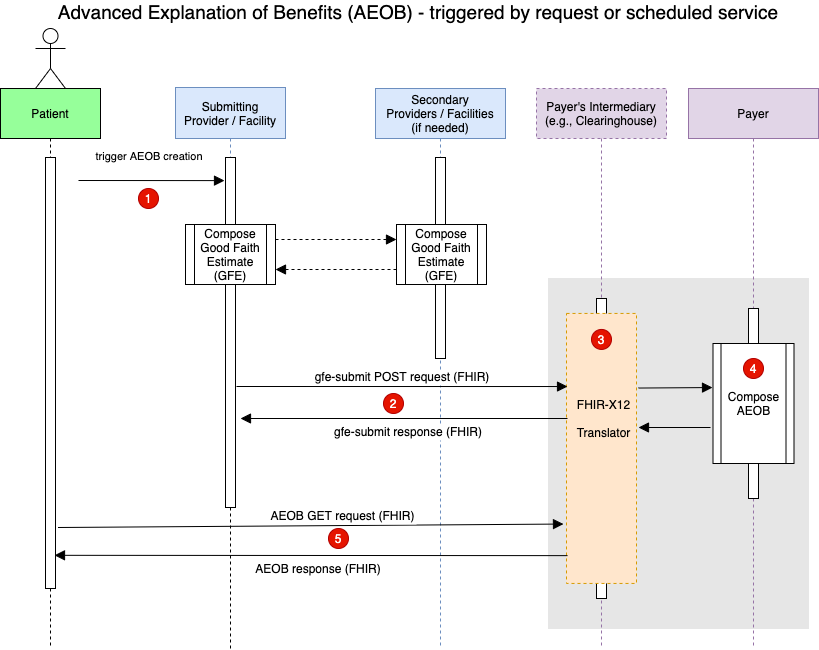 Advanced Explanation of Benefits (AEOB) - triggered by request or scheduled service
Patient
Submitting
Provider / Facility
Secondary
Providers / Facilities
(if needed)
Payer's Intermediary
(e.g., Clearinghouse)
Payer
trigger AEOB creation
1
Compose
Good Faith
Estimate
(GFE)
Compose
Good Faith
Estimate
(GFE)
3
4
gfe-submit POST request (FHIR)
2
gfe-submit response (FHIR)
FHIR-X12
Translator
Compose
AEOB
AEOB GET request (FHIR)
5
AEOB response (FHIR)